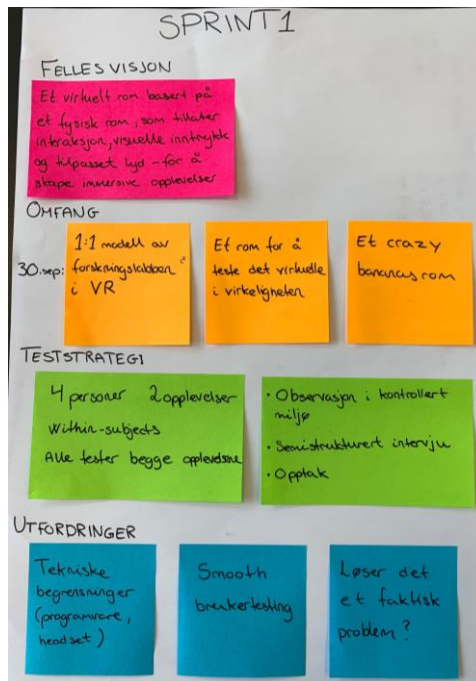 SPRINT 1
FELLES VISJON
Et virtuelt rom basert på
et fysisk rom, som tillater
interaksjon, visuelle inntrykk
og tilpasset lyd - for å
skape immersive opplevelser
OMFANG
30.sep:
1:1 modell av
forskningslabben
i VR
Et rom for å
teste det virtuelle
i virkeligheten
Et crazy
bananas rom
TESTSTRATEGI
4 personer 2 opplevelser
Within-subjects
Alle tester begge opplevelsene
• Observasjon i kontrollert
miljø
• Semistrukturert intervju
• Opptak
UTFORDRINGER
Tekniske
begrensninger
(programvare,
headset)
Smooth
brukertesting
Løser det
et faktisk
problem?